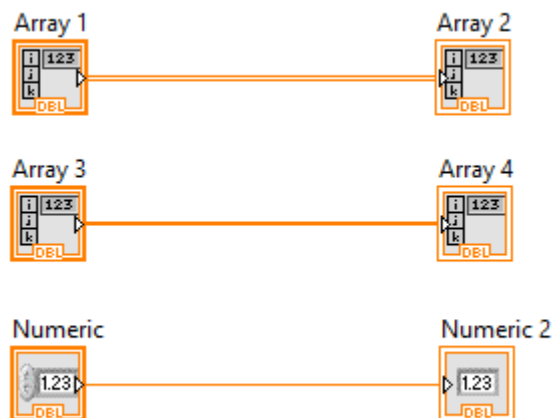 Array 1 Array 2
i 123 i 123
j j
k k
DBL DBL
Array 3 Array 4
i 123 i 123
j j
k k
DBL DBL
Numeric Numeric 2
1.23 1.23
DBL DBL